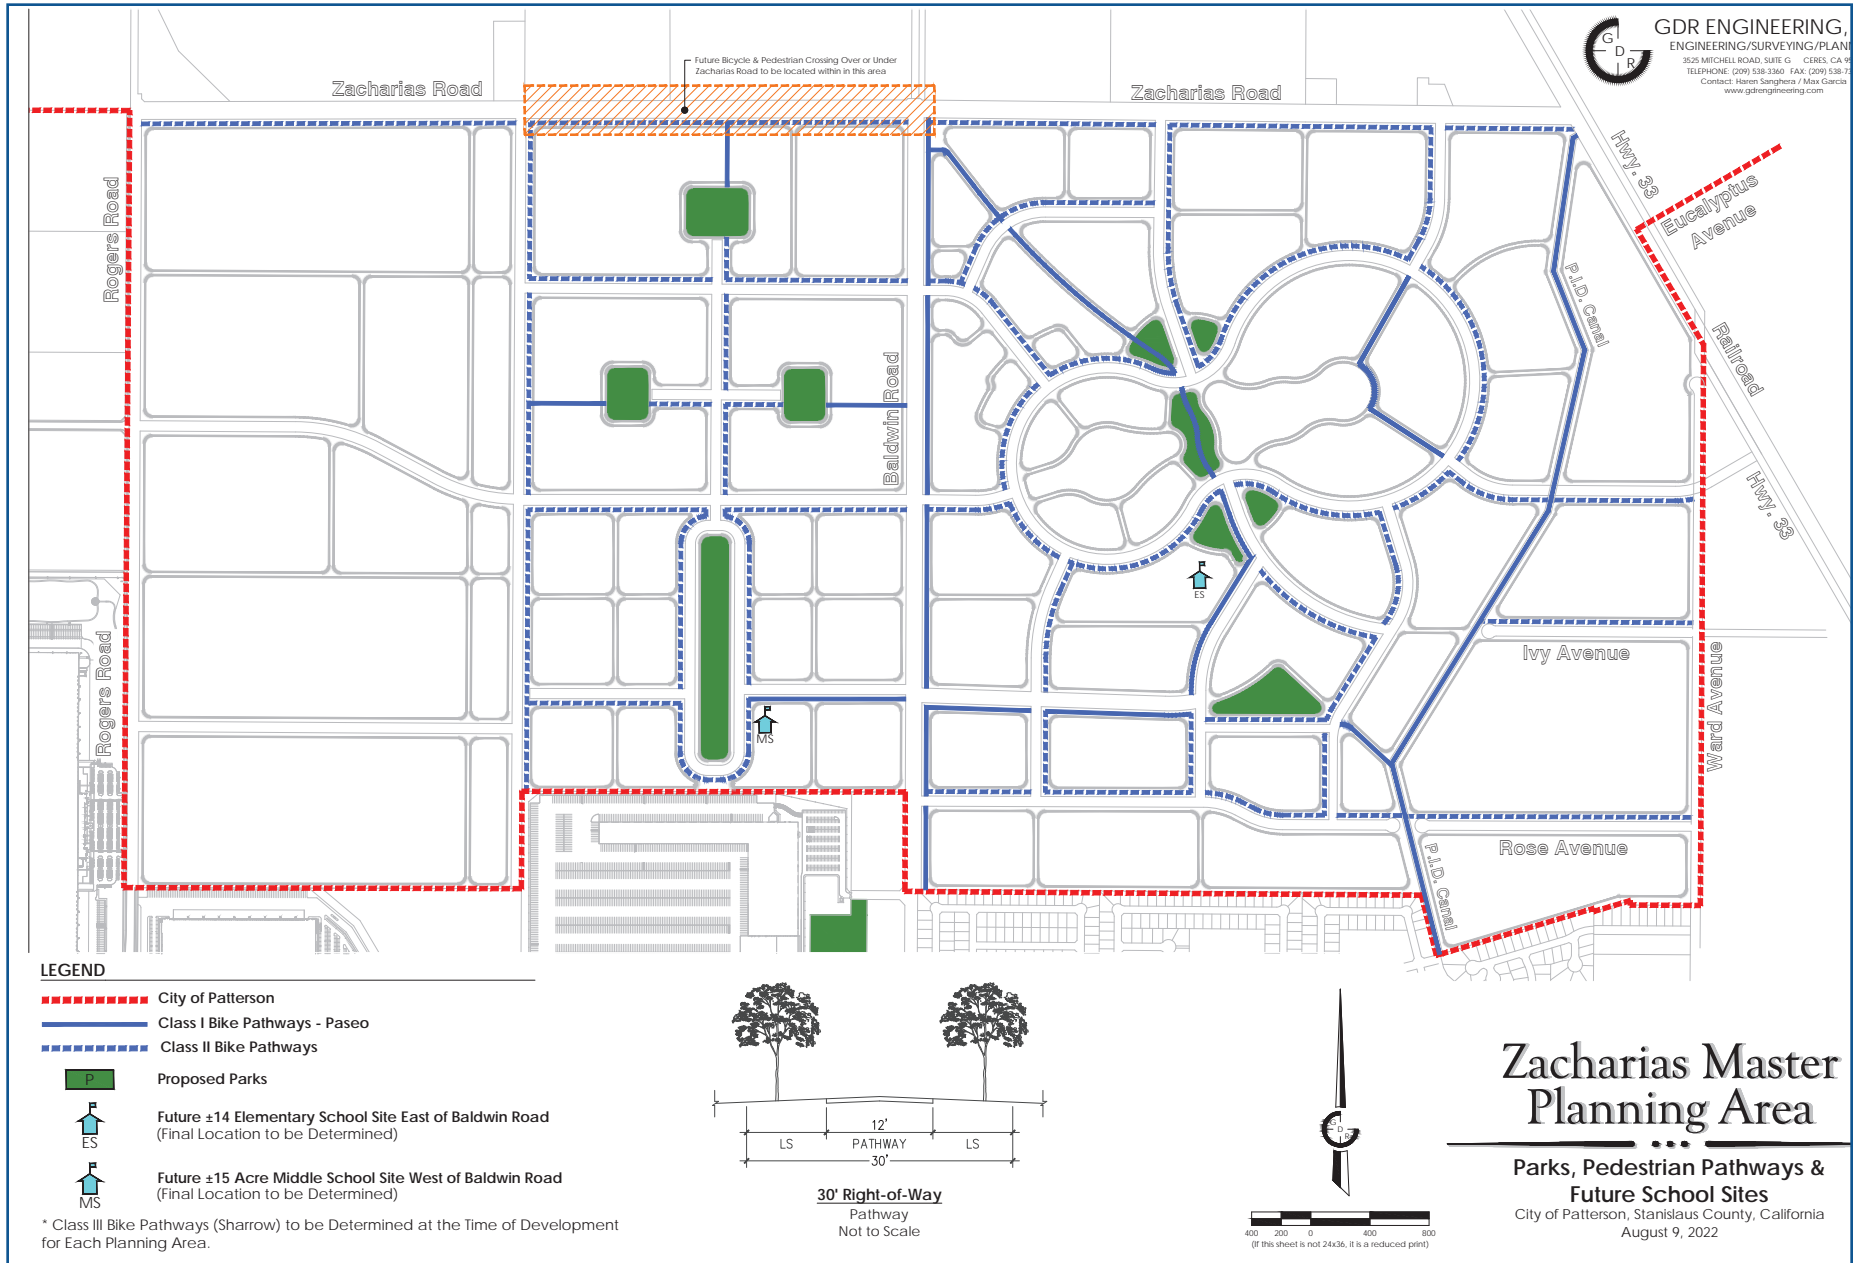 GDR ENGINEERING,
ENGINEERING/SURVEYING/PLAN
3525 MITCHELL ROAD, SUITE G CERES, CA
TELEPHONE: (209) 538-3360 FAX: (209) 538-
Contact: Haren Sanghera / Max Garcia
www.gdrengineering.com
G
D
R
Future Bicycle & Pedestrian Crossing Over or Under
Zacharias Road to be located within in this area
Zacharias Road
Zacharias Road
Hwy. 33
Eucalyptus
Avenue
Rogers Road
P.I.D. Canal
Railroad
Baldwin Road
Hwy. 33
ES
Rogers Road
Ivy Avenue
Ward Avenue
MS
Rose Avenue
P.I.D. Canal
LEGEND
City of Patterson
Class I Bike Pathways - Paseo
Class II Bike Pathways
P Proposed Parks
Future ±14 Elementary School Site East of Baldwin Road
(Final Location to be Determined)
ES
Future ±15 Acre Middle School Site West of Baldwin Road
(Final Location to be Determined)
MS
* Class III Bike Pathways (Sharrow) to be Determined at the Time of Development
for Each Planning Area.
12'
LS PATHWAY LS
30'
30' Right-of-Way
Pathway
Not to Scale
G
D
R
400 200 0 400 800
(If this sheet is not 24x36, it is a reduced print)
Zacharias Master
Planning Area
Parks, Pedestrian Pathways &
Future School Sites
City of Patterson, Stanislaus County, California
August 9, 2022